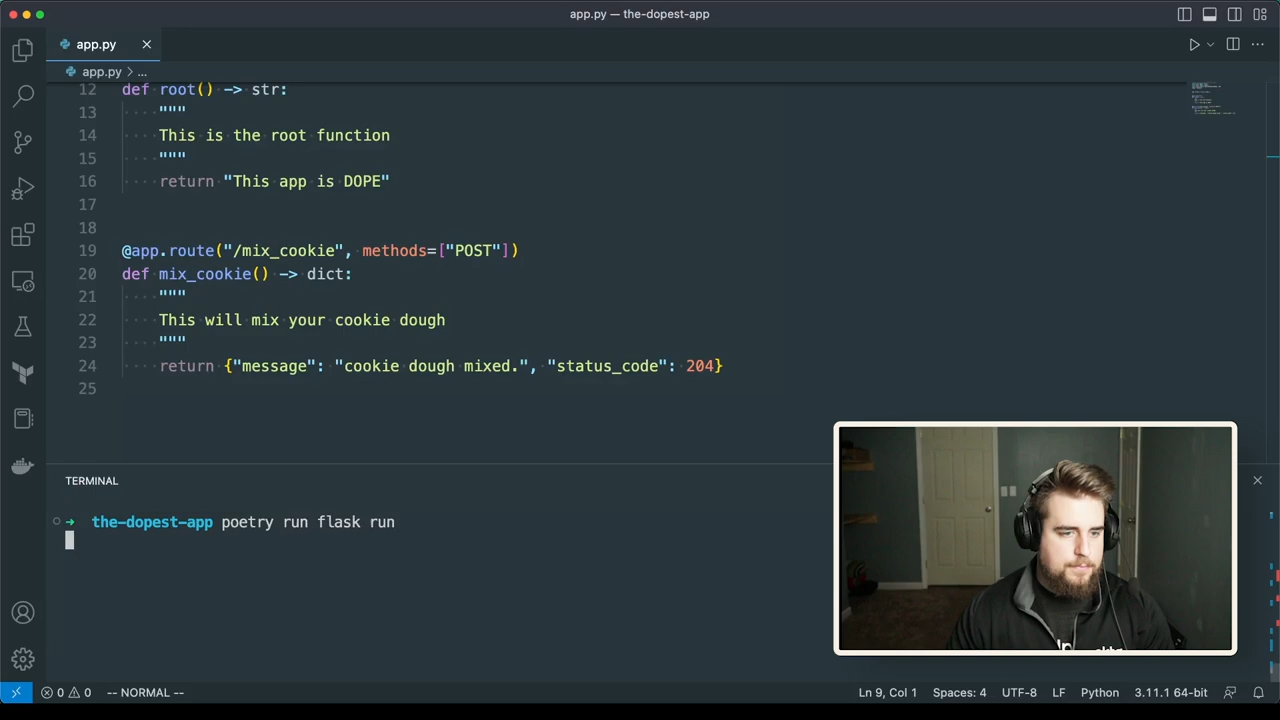 app.py — the-dopest-app
app.py
app.py > ...
12 def root() -> str:
13 """
14 This is the root function
15 """
16 return "This app is DOPE"
17
18
19 @app.route("/mix_cookie", methods=["POST"])
20 def mix_cookie() -> dict:
21 """
22 This will mix your cookie dough
23 """
24 return {"message": "cookie dough mixed.", "status_code": 204}
25
TERMINAL
➜ the-dopest-app poetry run flask run
0 0 -- NORMAL -- Ln 9, Col 1 Spaces: 4 UTF-8 LF Python 3.11.1 64-bit